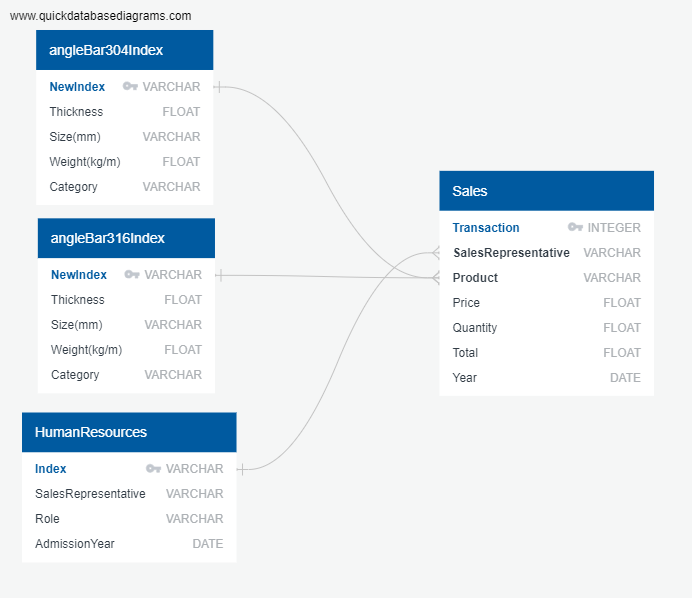 www.quickdatabasediagrams.com
angleBar304Index
NewIndex VARCHAR
Thickness FLOAT
Size(mm) VARCHAR
Weight(kg/m) FLOAT
Category VARCHAR
angleBar316Index
NewIndex VARCHAR
Thickness FLOAT
Size(mm) VARCHAR
Weight(kg/m) FLOAT
Category VARCHAR
HumanResources
Index VARCHAR
SalesRepresentative VARCHAR
Role VARCHAR
AdmissionYear DATE
Sales
Transaction INTEGER
SalesRepresentative VARCHAR
Product VARCHAR
Price FLOAT
Quantity FLOAT
Total FLOAT
Year DATE